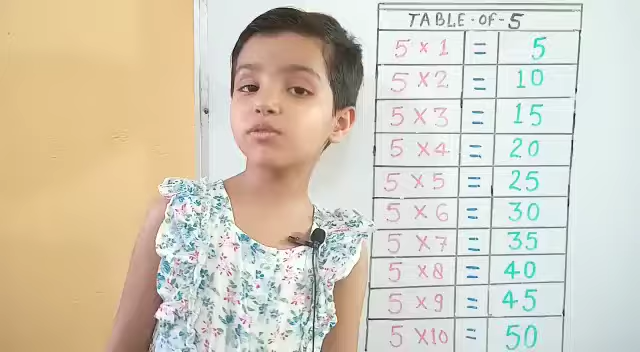 TABLE-OF-5
5 × 1 = 5
5 × 2 = 10
5 × 3 = 15
5 × 4 = 20
5 × 5 = 25
5 × 6 = 30
5 × 7 = 35
5 × 8 = 40
5 × 9 = 45
5 × 10 = 50